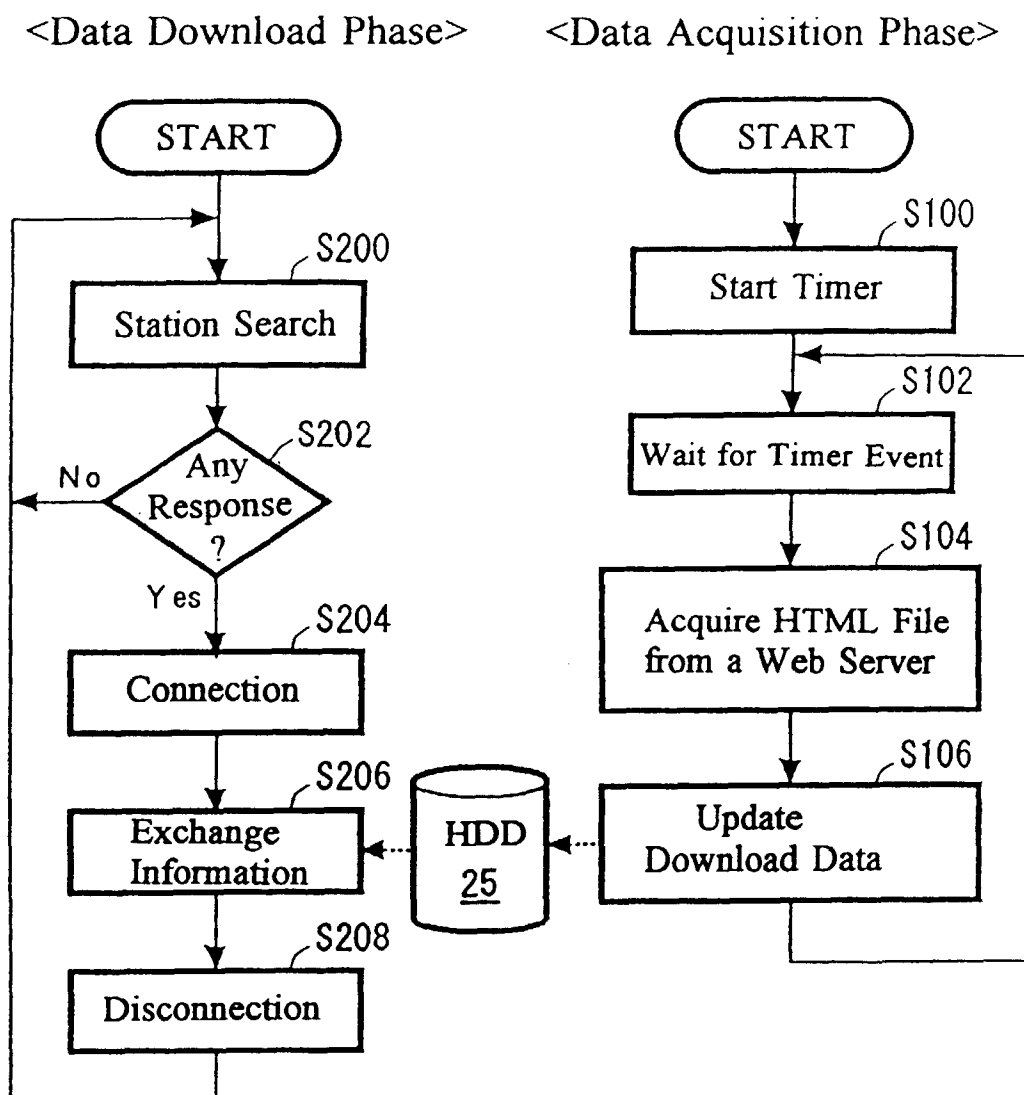 <Data Download Phase>
START
S200
Station Search
S202
Any
Response
?
No
Yes
S204
Connection
S206
Exchange
Information
S208
Disconnection
HDD
25
<Data Acquisition Phase>
START
S100
Start Timer
S102
Wait for Timer Event
S104
Acquire HTML File
from a Web Server
S106
Update
Download Data